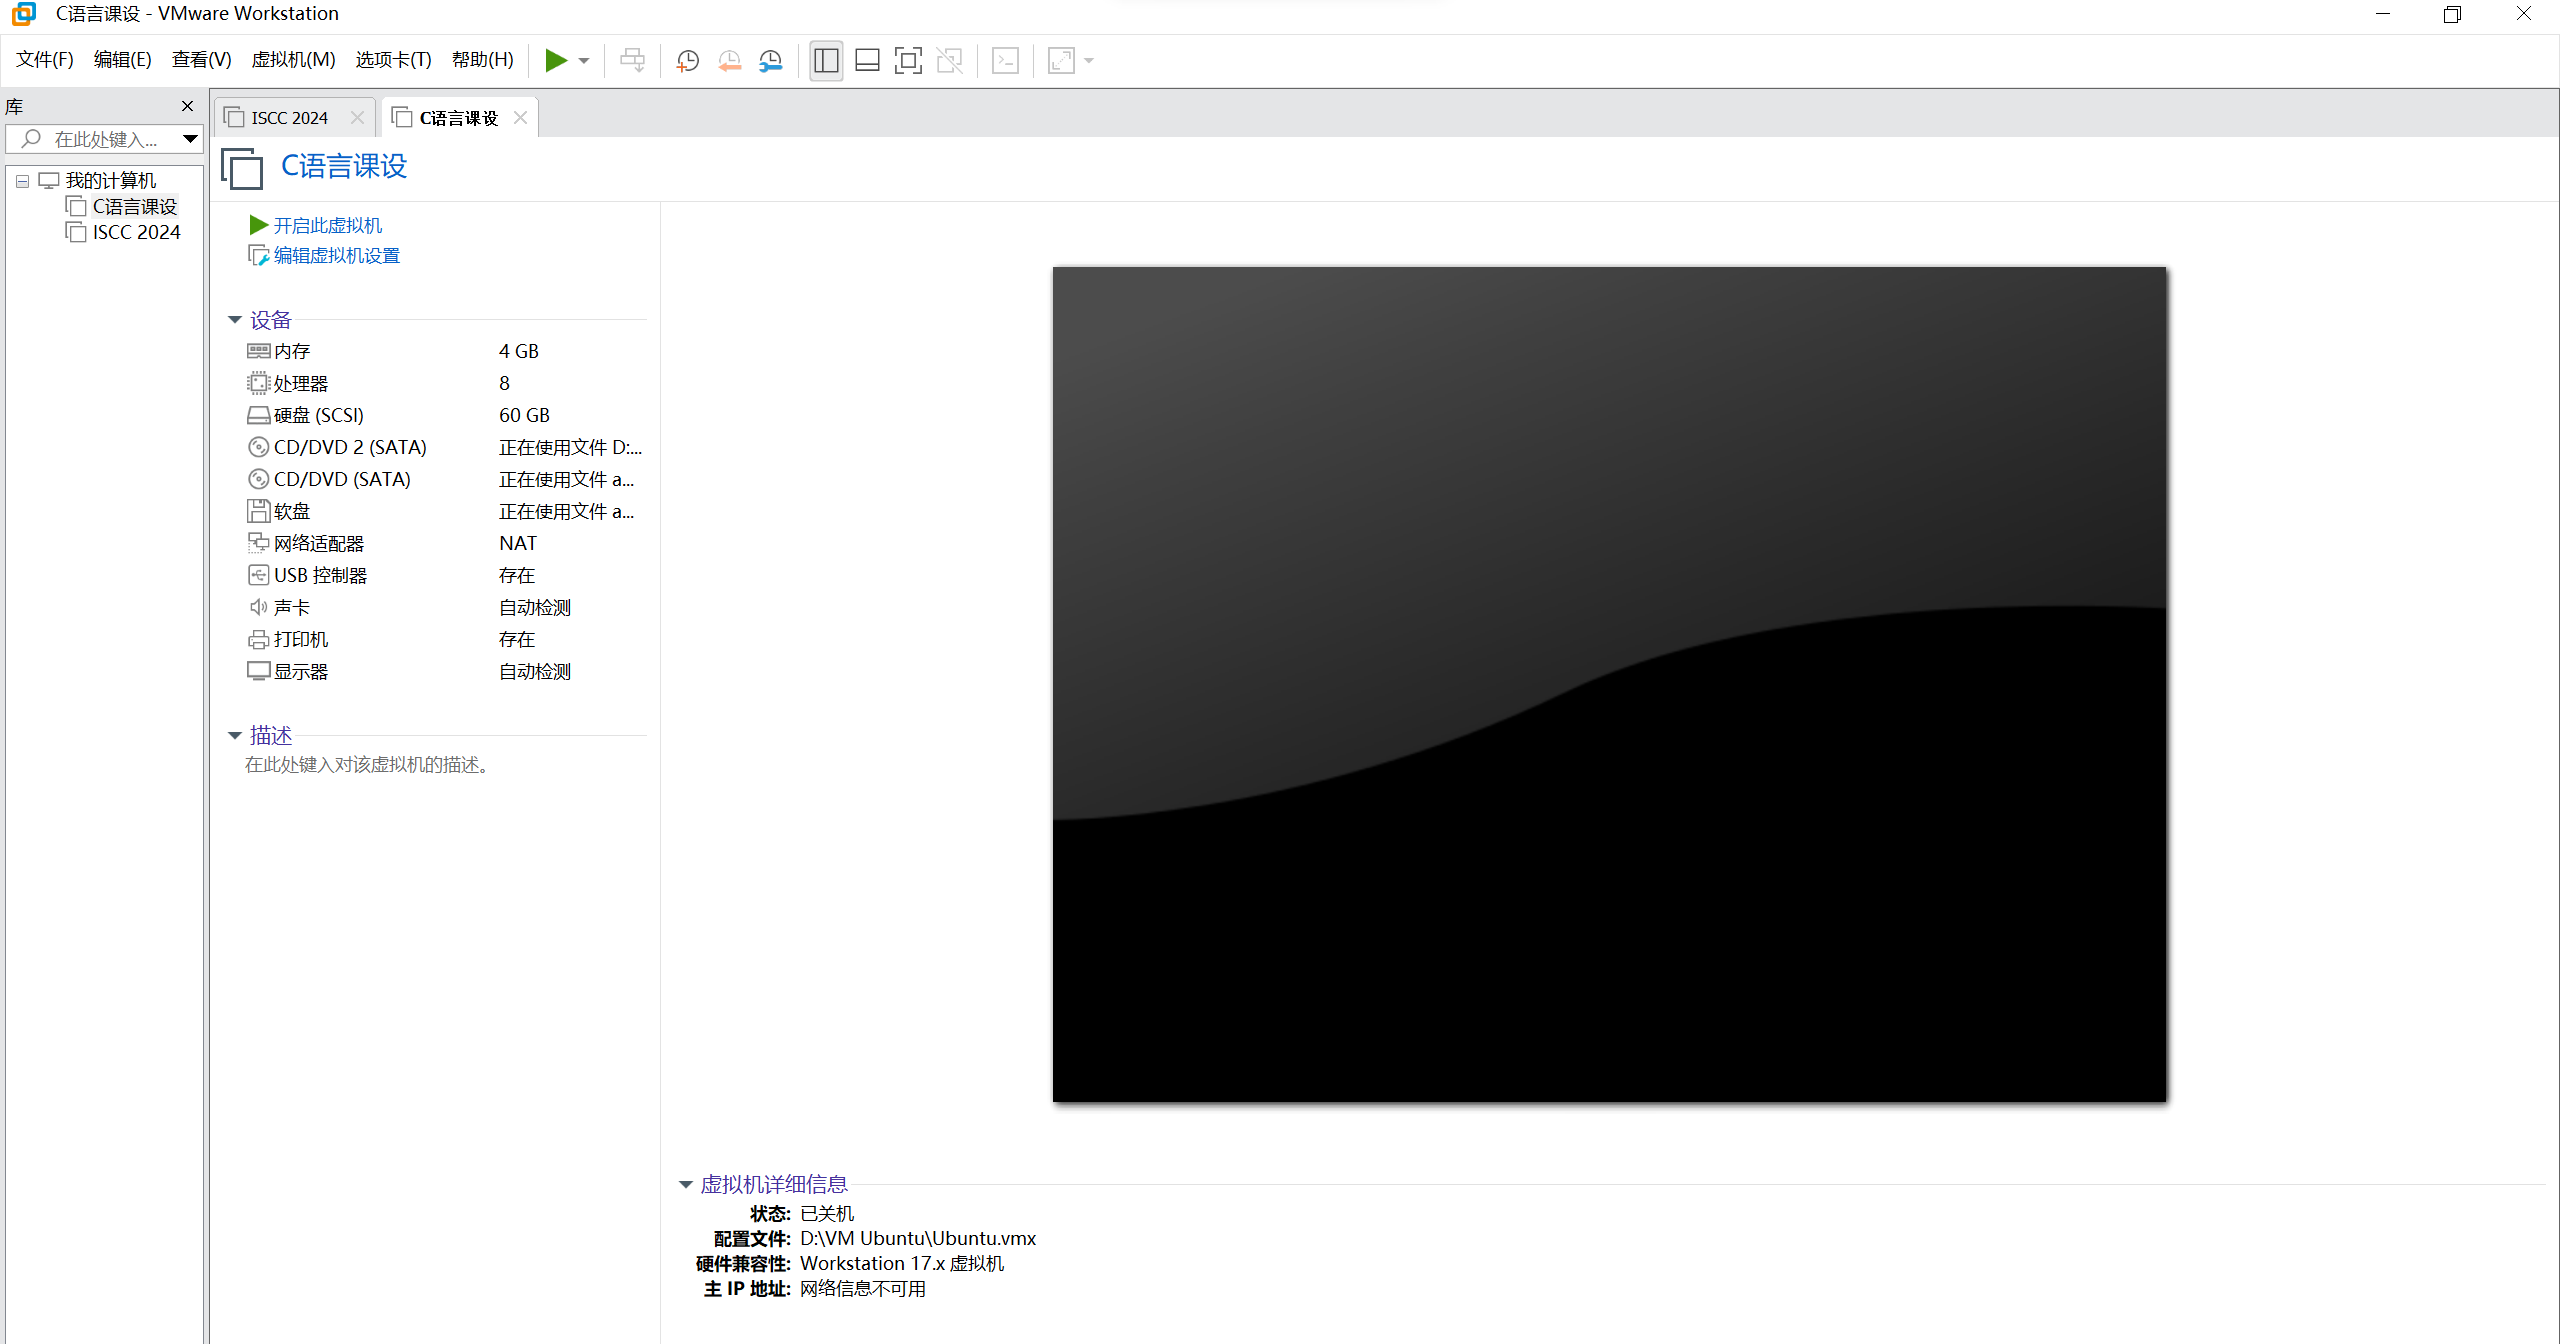 C语言课设 - VMware Workstation
文件(F) 编辑(E) 查看(V) 虚拟机(M) 选项卡(T) 帮助(H)
库
在此处键入...
我的计算机
C语言课设
ISCC 2024
ISCC 2024
C语言课设
C语言课设
开启此虚拟机
编辑虚拟机设置
设备
内存 4 GB
处理器 8
硬盘 (SCSI) 60 GB
CD/DVD 2 (SATA) 正在使用文件 D:...
CD/DVD (SATA) 正在使用文件 a...
软盘 正在使用文件 a...
网络适配器 NAT
USB 控制器 存在
声卡 自动检测
打印机 存在
显示器 自动检测
描述
在此处键入对该虚拟机的描述。
虚拟机详细信息
状态: 已关机
配置文件: D:\VM Ubuntu\Ubuntu.vmx
硬件兼容性: Workstation 17.x 虚拟机
主 IP 地址: 网络信息不可用